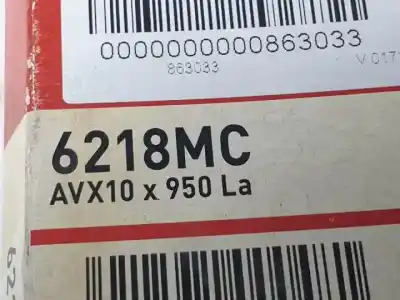 0000000000863033
863033
V 017
6218MC
AVX10 x 950 La